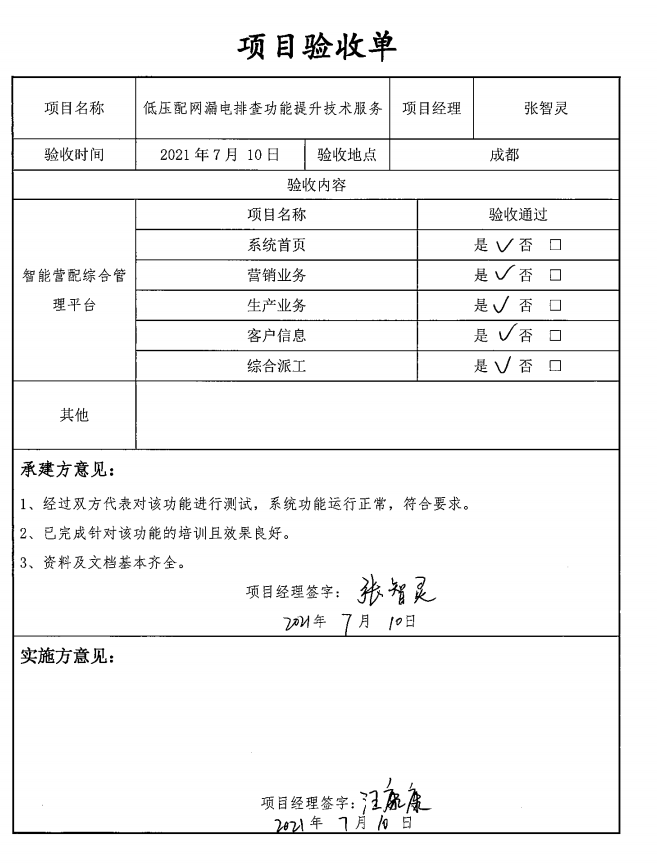 项目验收单
项目名称 低压配网漏电排查功能提升技术服务 项目经理 张智灵
验收时间 2021年7月10日 验收地点 成都
验收内容
项目名称 验收通过
系统首页 是 ✓ 否 □
智能营配综合管理平台
营销业务 是 ✓ 否 □
生产业务 是 ✓ 否 □
客户信息 是 ✓ 否 □
综合派工 是 ✓ 否 □
其他
承建方意见：
1、经过双方代表对该功能进行测试，系统功能运行正常，符合要求。
2、已完成针对该功能的培训且效果良好。
3、资料及文档基本齐全。
项目经理签字：张智灵
2021年 7月 10日
实施方意见：
项目经理签字：汪康康
2021年 7月 10日